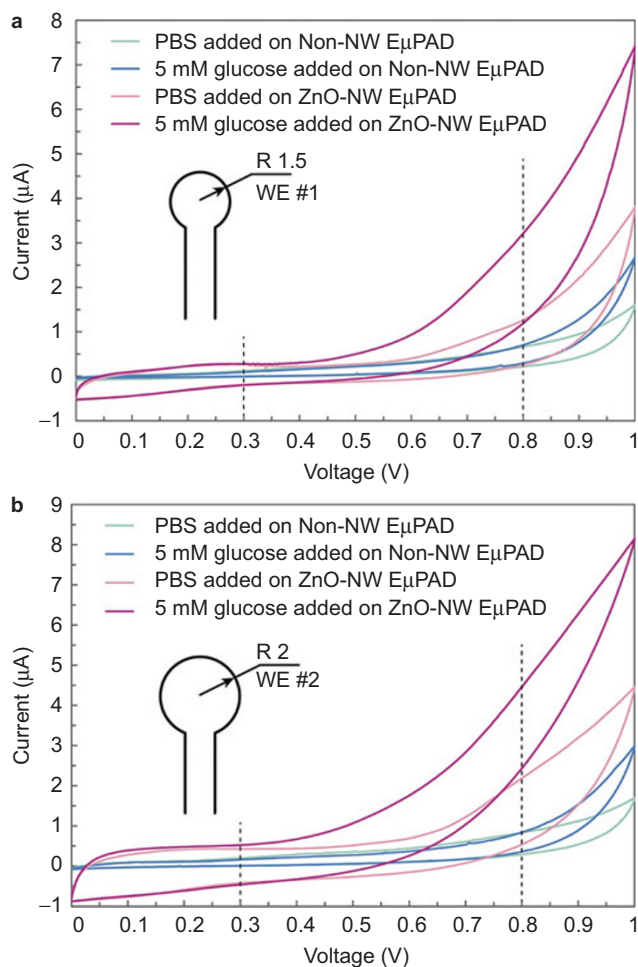 a
8
7
6
5
4
3
2
1
0
−1
Current (μA)
PBS added on Non-NW EμPAD
5 mM glucose added on Non-NW EμPAD
PBS added on ZnO-NW EμPAD
5 mM glucose added on ZnO-NW EμPAD
R 1.5
WE #1
0 0.1 0.2 0.3 0.4 0.5 0.6 0.7 0.8 0.9 1
Voltage (V)
b
9
8
7
6
5
4
3
2
1
0
−1
Current (μA)
PBS added on Non-NW EμPAD
5 mM glucose added on Non-NW EμPAD
PBS added on ZnO-NW EμPAD
5 mM glucose added on ZnO-NW EμPAD
R 2
WE #2
0 0.1 0.2 0.3 0.4 0.5 0.6 0.7 0.8 0.9 1
Voltage (V)